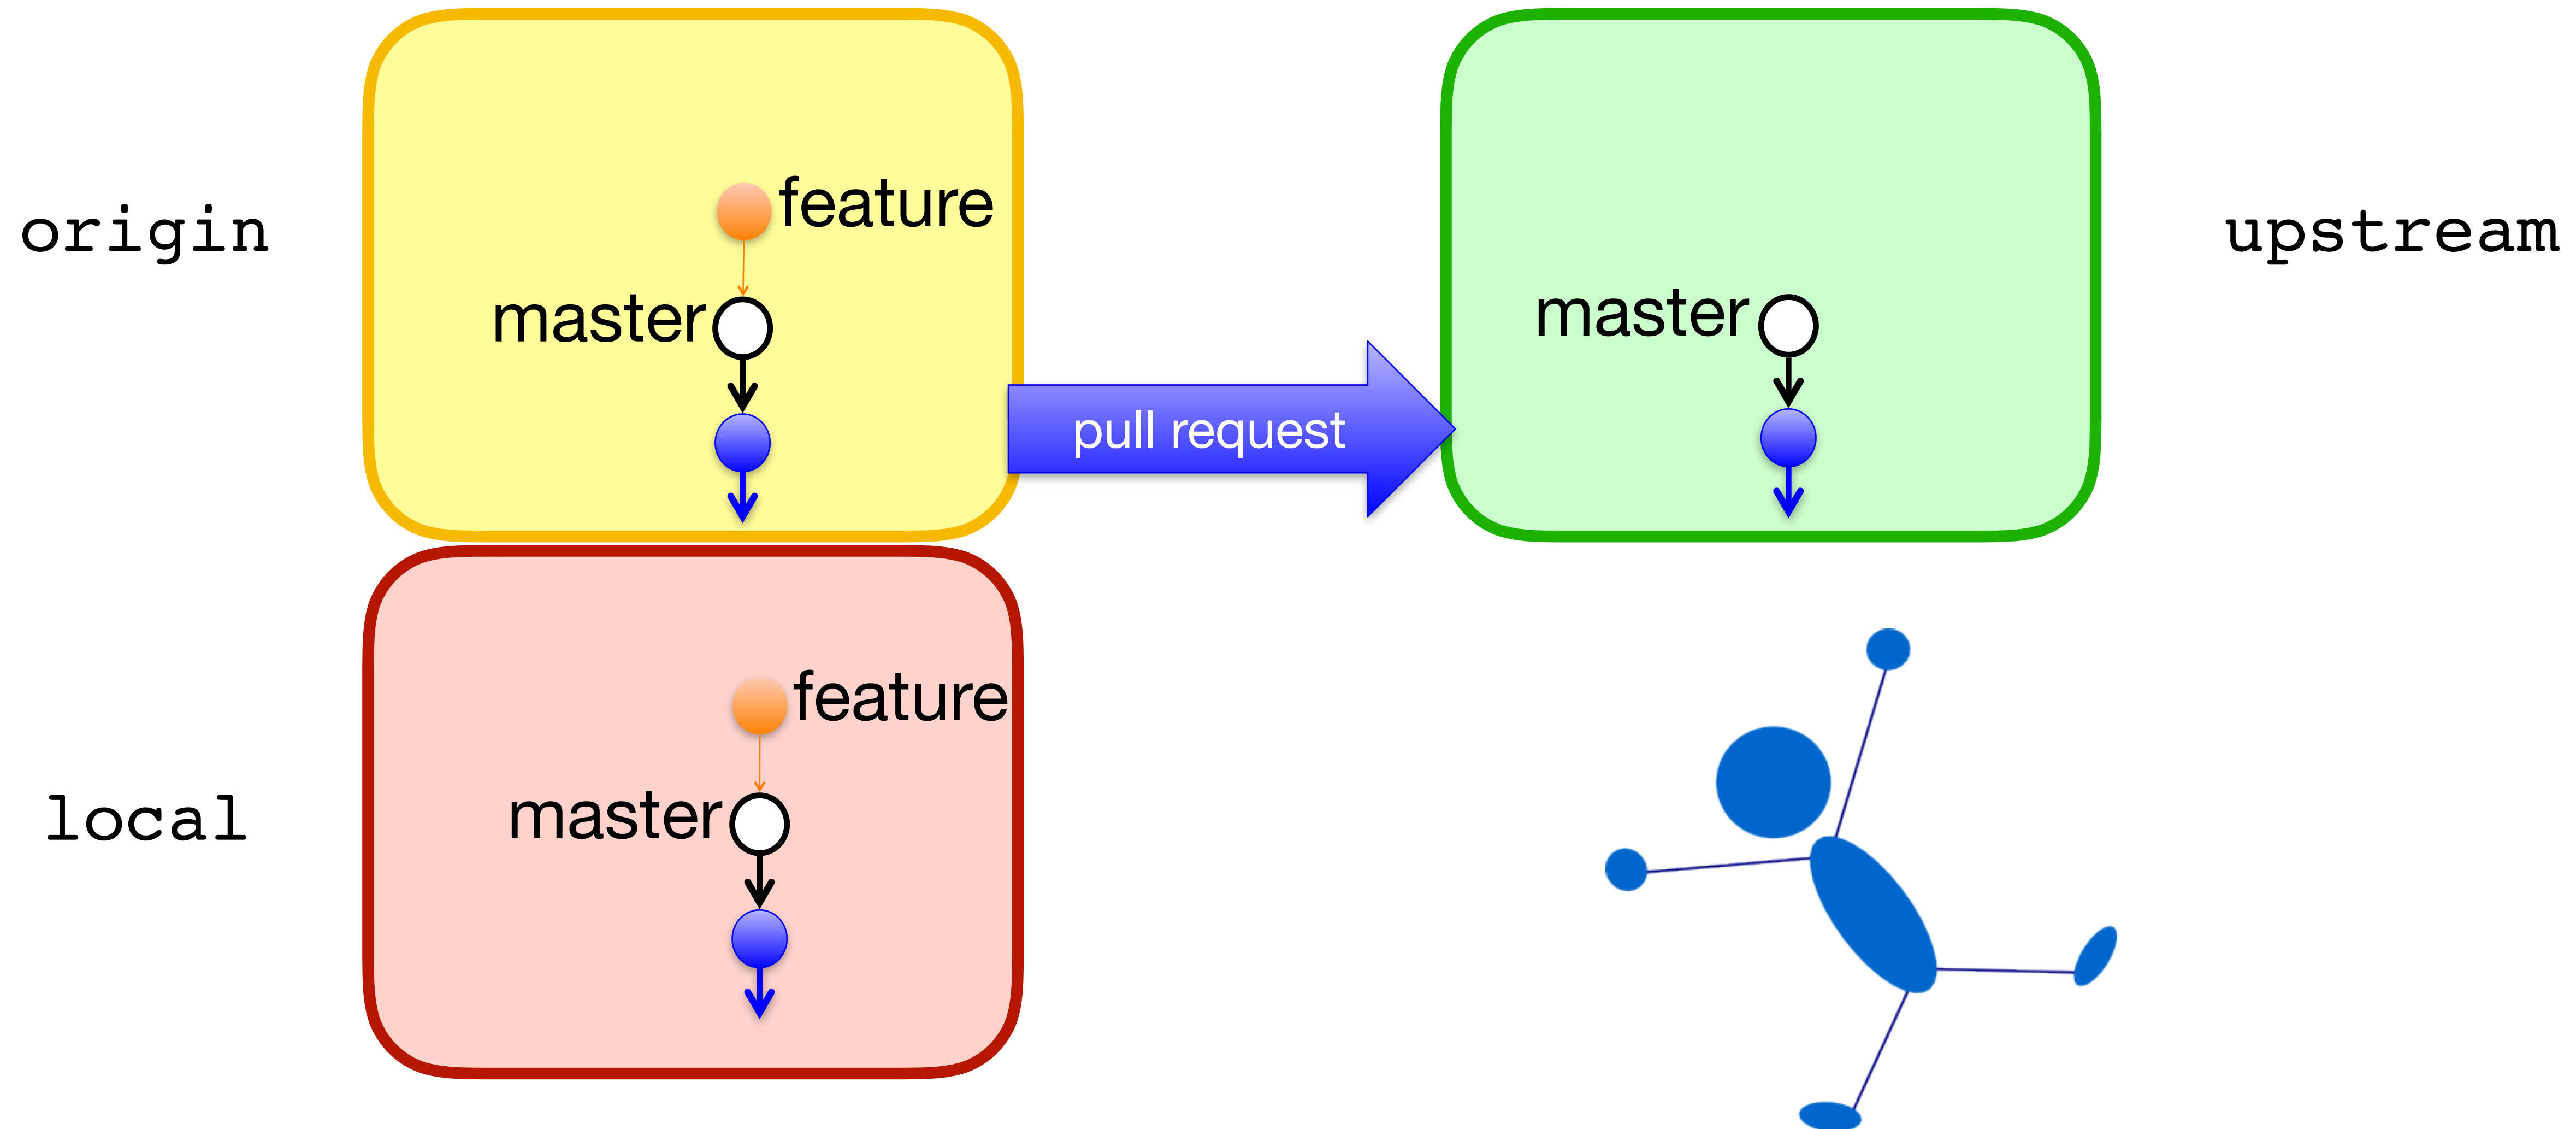 origin
feature
master
pull request
master
upstream
local
feature
master